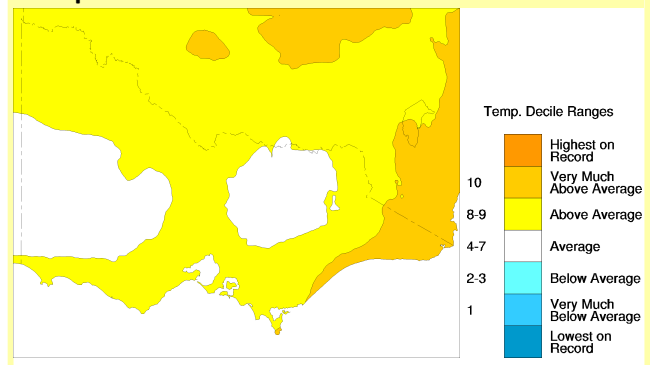 Temp. Decile Ranges
Highest on
Record
10
Very Much
Above Average
8-9
Above Average
4-7
Average
2-3
Below Average
1
Very Much
Below Average
Lowest on
Record